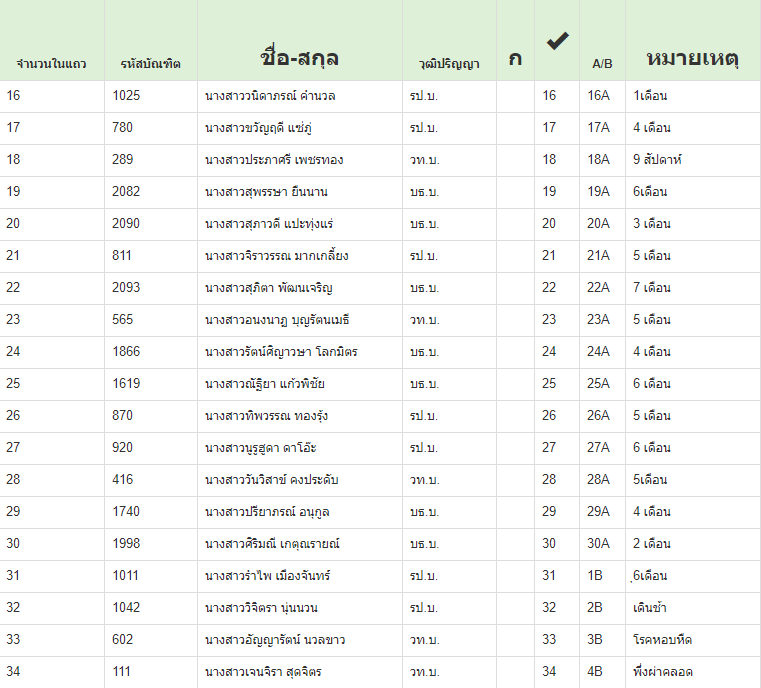 จำนวนในแถว รหัสบัณฑิต ชื่อ-สกุล วุฒิปริญญา ก ✔ A/B หมายเหตุ
16 1025 นางสาววนิดาภรณ์ คำนวล รป.บ. 16 16A 1เดือน
17 780 นางสาวขวัญฤดี แซ่ภู่ รป.บ. 17 17A 4 เดือน
18 289 นางสาวประภาศรี เพชรทอง วท.บ. 18 18A 9 สัปดาห์
19 2082 นางสาวสุพรรษา ยืนนาน บธ.บ. 19 19A 6เดือน
20 2090 นางสาวสุภาวดี แปะทุ่งแร่ บธ.บ. 20 20A 3 เดือน
21 811 นางสาวจิราวรรณ มากเกลี้ยง รป.บ. 21 21A 5 เดือน
22 2093 นางสาวสุภิตา พัฒนเจริญ บธ.บ. 22 22A 7 เดือน
23 565 นางสาวอนงนาฎ บุญรัตนเมธี วท.บ. 23 23A 5 เดือน
24 1866 นางสาวรัตน์ศิญาวษา โลกมิตร บธ.บ. 24 24A 4 เดือน
25 1619 นางสาวณัฐิยา แก้วพิชัย บธ.บ. 25 25A 6 เดือน
26 870 นางสาวทิพวรรณ ทองรุ้ง รป.บ. 26 26A 5 เดือน
27 920 นางสาวนูรูฮูดา ดาโอ๊ะ รป.บ. 27 27A 6 เดือน
28 416 นางสาววันวิสาข์ คงประดับ วท.บ. 28 28A 5เดือน
29 1740 นางสาวปรียาภรณ์ อนุกูล บธ.บ. 29 29A 4 เดือน
30 1998 นางสาวศิริมณี เกตุณรายณ์ บธ.บ. 30 30A 2 เดือน
31 1011 นางสาวรำไพ เมืองจันทร์ รป.บ. 31 1B ุ6เดือน
32 1042 นางสาววิจิตรา นุ่นนวน รป.บ. 32 2B เดินช้า
33 602 นางสาวอัญญารัตน์ นวลขาว วท.บ. 33 3B โรคหอบหืด
34 111 นางสาวเจนจิรา สุดจิตร วท.บ. 34 4B พึ่งผ่าคลอด